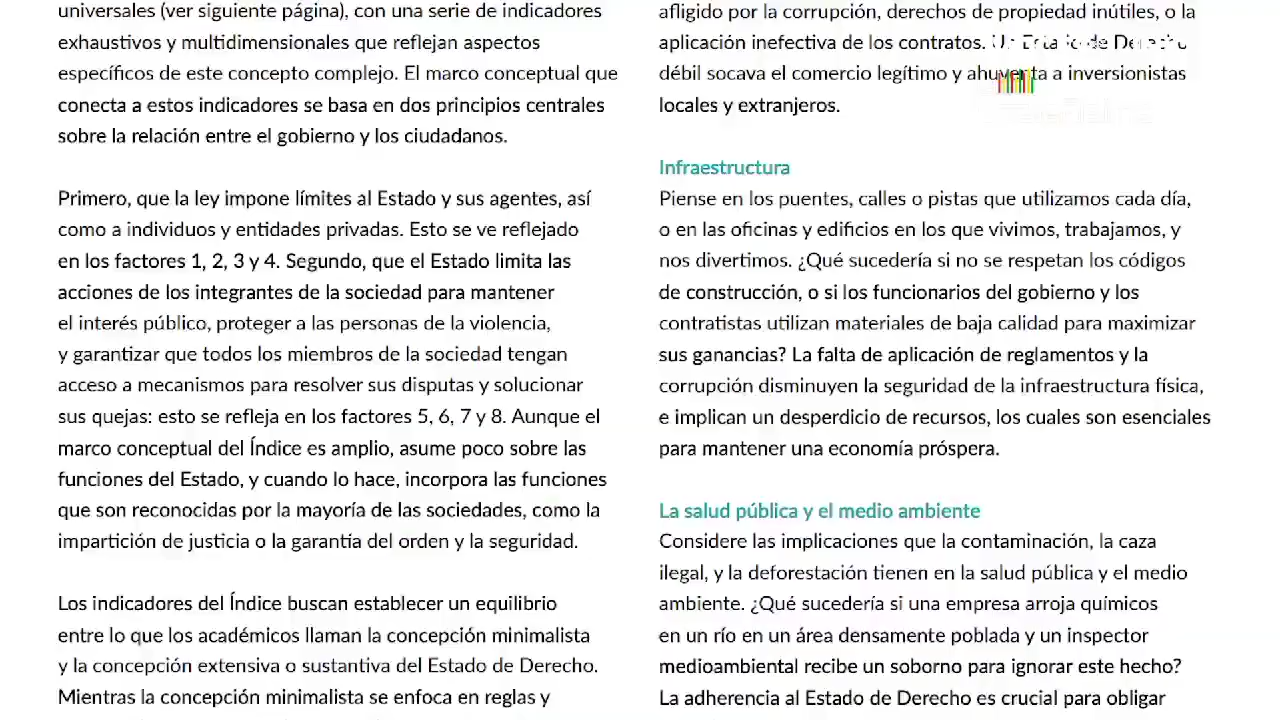 universales (ver siguiente página), con una serie de indicadores
exhaustivos y multidimensionales que reflejan aspectos
específicos de este concepto complejo. El marco conceptual que
conecta a estos indicadores se basa en dos principios centrales
sobre la relación entre el gobierno y los ciudadanos.
Primero, que la ley impone límites al Estado y sus agentes, así
como a individuos y entidades privadas. Esto se ve reflejado
en los factores 1, 2, 3 y 4. Segundo, que el Estado limita las
acciones de los integrantes de la sociedad para mantener
el interés público, proteger a las personas de la violencia,
y garantizar que todos los miembros de la sociedad tengan
acceso a mecanismos para resolver sus disputas y solucionar
sus quejas: esto se refleja en los factores 5, 6, 7 y 8. Aunque el
marco conceptual del Índice es amplio, asume poco sobre las
funciones del Estado, y cuando lo hace, incorpora las funciones
que son reconocidas por la mayoría de las sociedades, como la
impartición de justicia o la garantía del orden y la seguridad.
Los indicadores del Índice buscan establecer un equilibrio
entre lo que los académicos llaman la concepción minimalista
y la concepción extensiva o sustantiva del Estado de Derecho.
Mientras la concepción minimalista se enfoca en reglas y
afligido por la corrupción, derechos de propiedad inútiles, o la
aplicación inefectiva de los contratos. Un Estado de Derecho
débil socava el comercio legítimo y ahuyenta a inversionistas
locales y extranjeros.
Infraestructura
Piense en los puentes, calles o pistas que utilizamos cada día,
o en las oficinas y edificios en los que vivimos, trabajamos, y
nos divertimos. ¿Qué sucedería si no se respetan los códigos
de construcción, o si los funcionarios del gobierno y los
contratistas utilizan materiales de baja calidad para maximizar
sus ganancias? La falta de aplicación de reglamentos y la
corrupción disminuyen la seguridad de la infraestructura física,
e implican un desperdicio de recursos, los cuales son esenciales
para mantener una economía próspera.
La salud pública y el medio ambiente
Considere las implicaciones que la contaminación, la caza
ilegal, y la deforestación tienen en la salud pública y el medio
ambiente. ¿Qué sucedería si una empresa arroja químicos
en un río en un área densamente poblada y un inspector
medioambiental recibe un soborno para ignorar este hecho?
La adherencia al Estado de Derecho es crucial para obligar